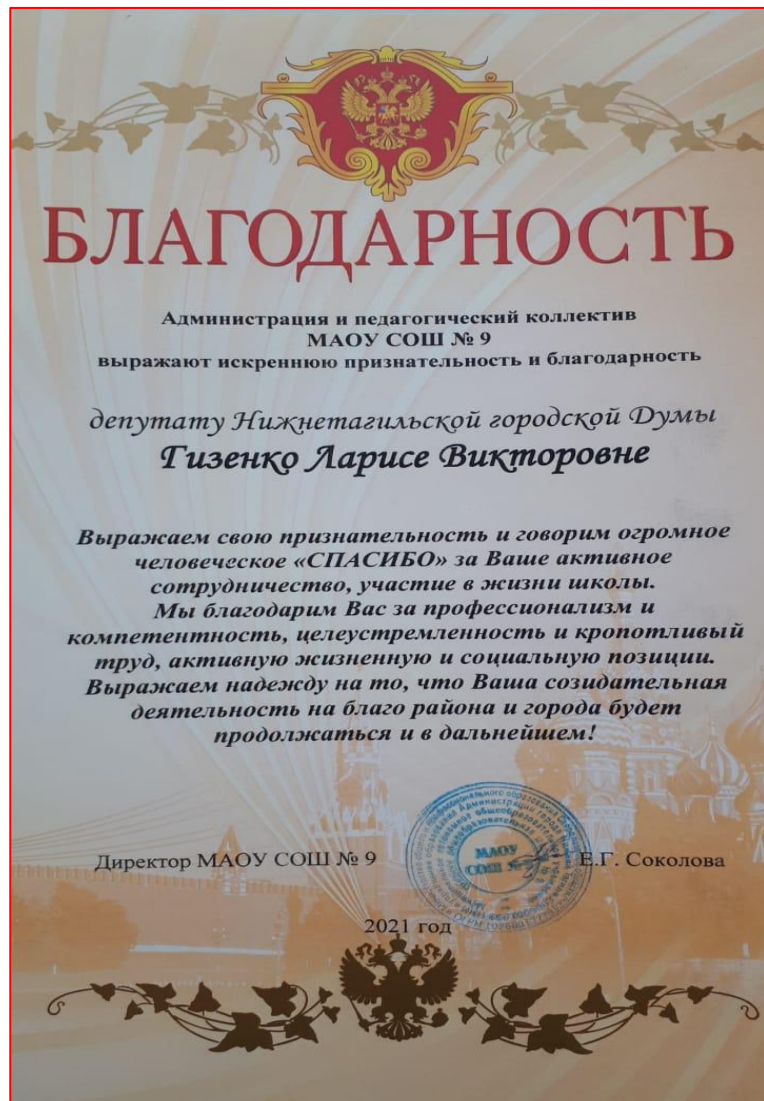 БЛАГОДАРНОСТЬ
Администрация и педагогический коллектив
МАОУ СОШ № 9
выражают искреннюю признательность и благодарность
депутату Нижнетагильской городской Думы
Гизенко Ларисе Викторовне
Выражаем свою признательность и говорим огромное
человеческое «СПАСИБО» за Ваше активное
сотрудничество, участие в жизни школы.
Мы благодарим Вас за профессионализм и
компетентность, целеустремленность и кропотливый
труд, активную жизненную и социальную позиции.
Выражаем надежду на то, что Ваша созидательная
деятельность на благо района и города будет
продолжаться и в дальнейшем!
Директор МАОУ СОШ № 9 Е.Г. Соколова
МАОУ
СОШ №
2021 год